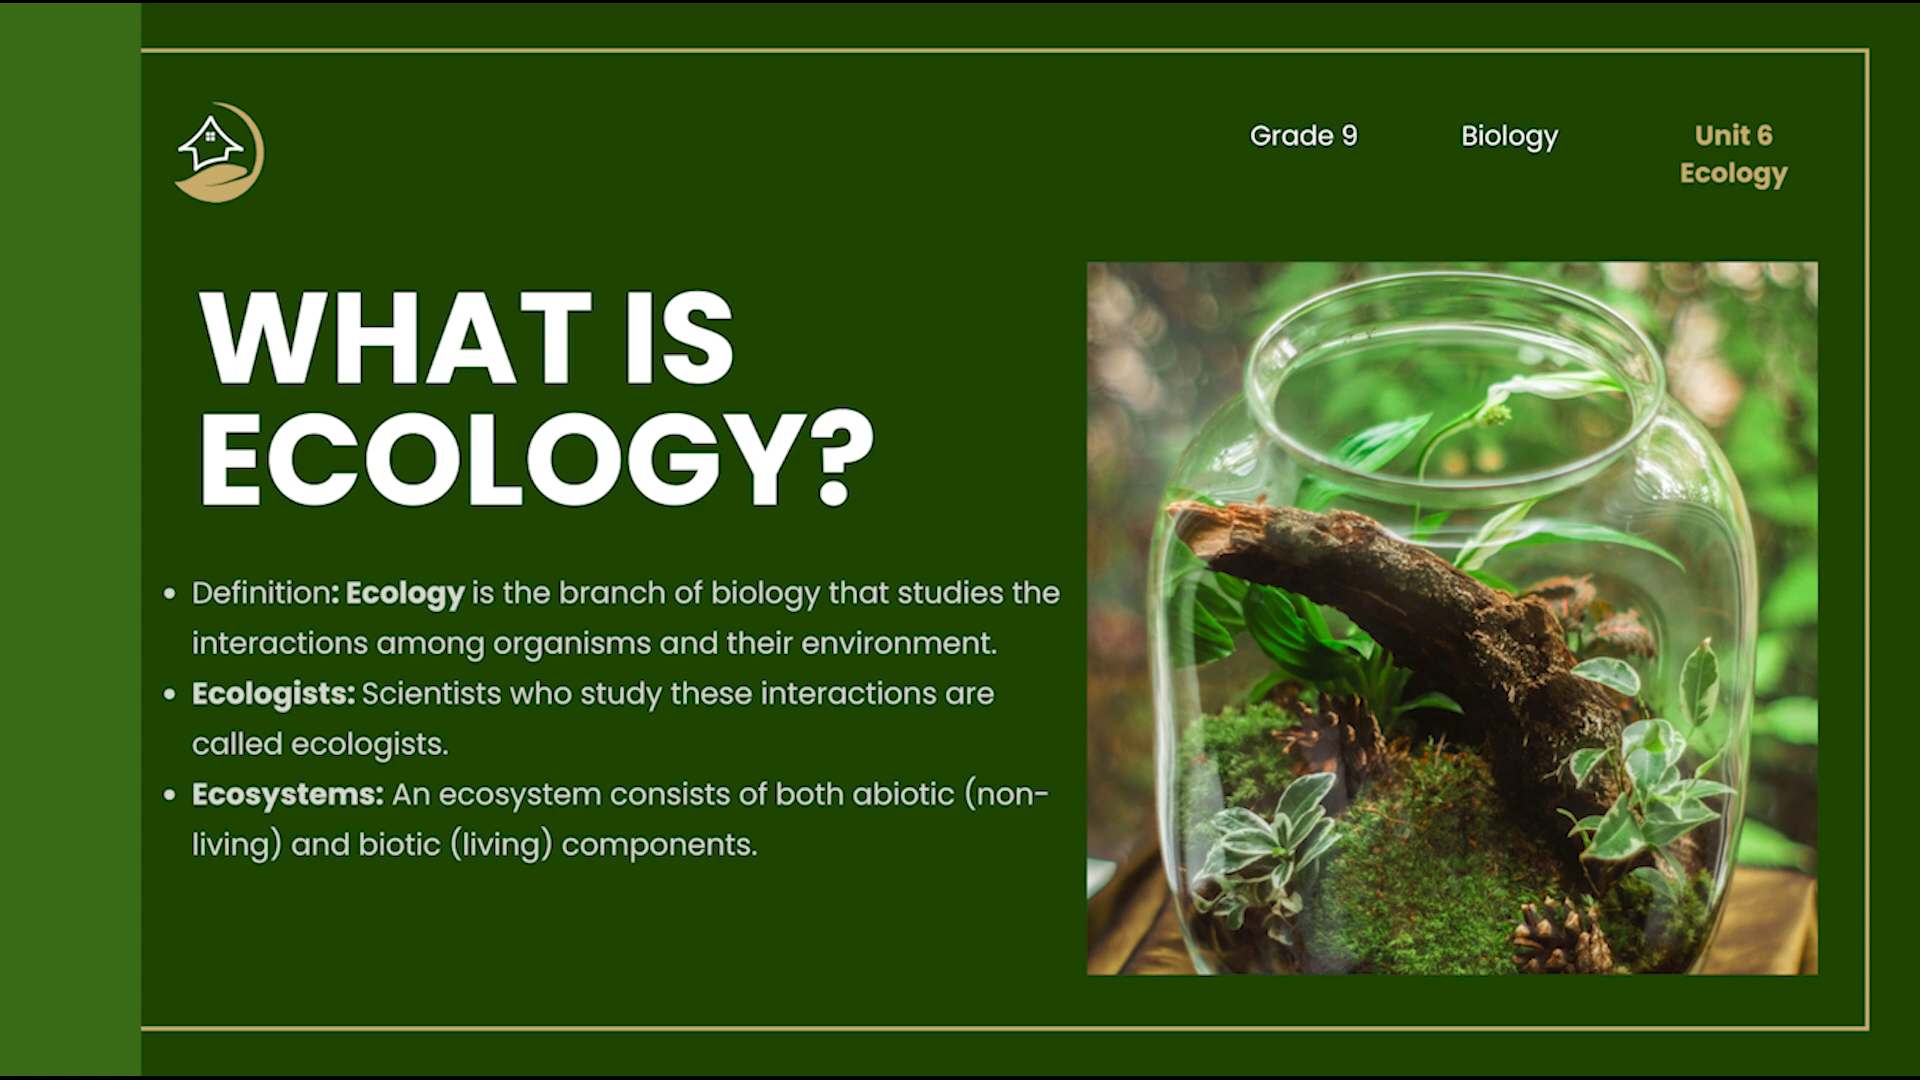 Grade 9
Biology
Unit 6
Ecology
WHAT IS
ECOLOGY?
• Definition: Ecology is the branch of biology that studies the
interactions among organisms and their environment.
• Ecologists: Scientists who study these interactions are
called ecologists.
• Ecosystems: An ecosystem consists of both abiotic (non-
living) and biotic (living) components.